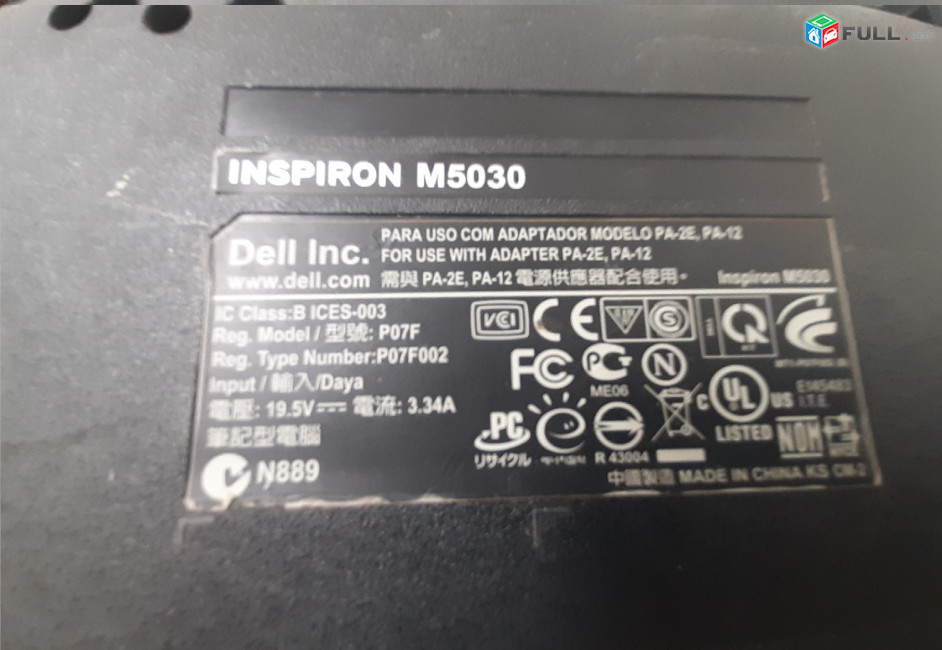 FULL
INSPIRON M5030
Dell Inc.
www.dell.com
PARA USO COM ADAPTADOR MODELO PA-2E, PA-12
FOR USE WITH ADAPTER PA-2E, PA-12
需與 PA-2E, PA-12 電源供應器配合使用。
Inspiron M5030
IC Class:B ICES-003
Reg. Model / 型號: P07F
Reg. Type Number:P07F002
Input / 輸入/Daya
電壓: 19.5V 電流: 3.34A
筆記型電腦
N889
VCI
CE
S
FC
PC
N
ME06
C UL US
LISTED
E145483
I.T.E.
NOM
PC
リサイクル
R 43004
中國製造 MADE IN CHINA KS CM-2